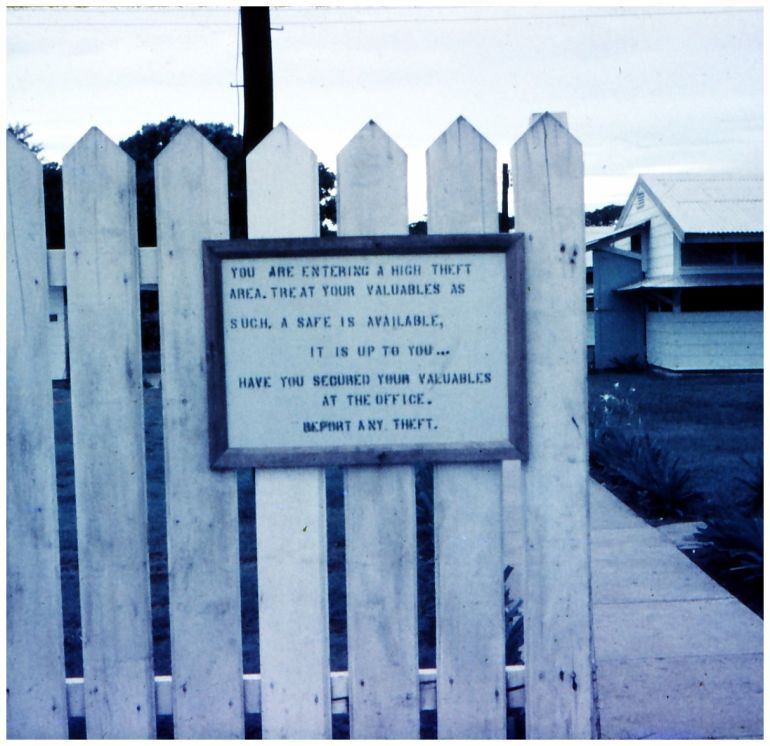 YOU ARE ENTERING A HIGH THEFT
AREA. TREAT YOUR VALUABLES AS
SUCH. A SAFE IS AVAILABLE,
IT IS UP TO YOU...
HAVE YOU SECURED YOUR VALUABLES
AT THE OFFICE.
REPORT ANY THEFT.